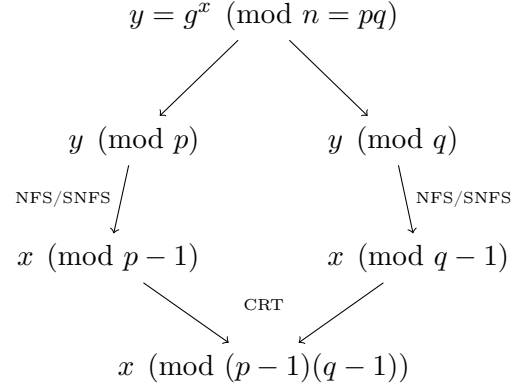 y = g^x (mod n = pq)
y (mod p) y (mod q)
NFS/SNFS NFS/SNFS
x (mod p − 1) x (mod q − 1)
CRT
x (mod (p − 1)(q − 1))